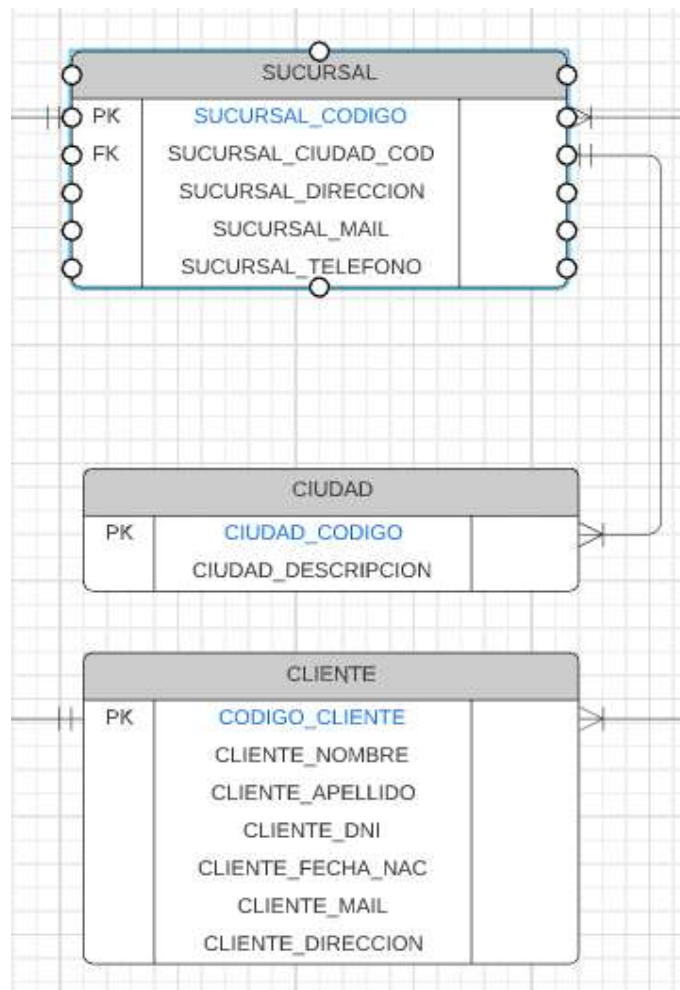 SUCURSAL
PK SUCURSAL_CODIGO
FK SUCURSAL_CIUDAD_COD
SUCURSAL_DIRECCION
SUCURSAL_MAIL
SUCURSAL_TELEFONO
CIUDAD
PK CIUDAD_CODIGO
CIUDAD_DESCRIPCION
CLIENTE
PK CODIGO_CLIENTE
CLIENTE_NOMBRE
CLIENTE_APELLIDO
CLIENTE_DNI
CLIENTE_FECHA_NAC
CLIENTE_MAIL
CLIENTE_DIRECCION